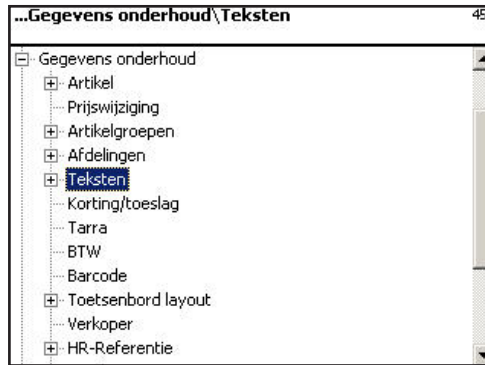 ...Gegevens onderhoud\Teksten 45
Gegevens onderhoud
Artikel
Prijswijziging
Artikelgroepen
Afdelingen
Teksten
Korting/toeslag
Tarra
BTW
Barcode
Toetsenbord layout
Verkoper
HR-Referentie